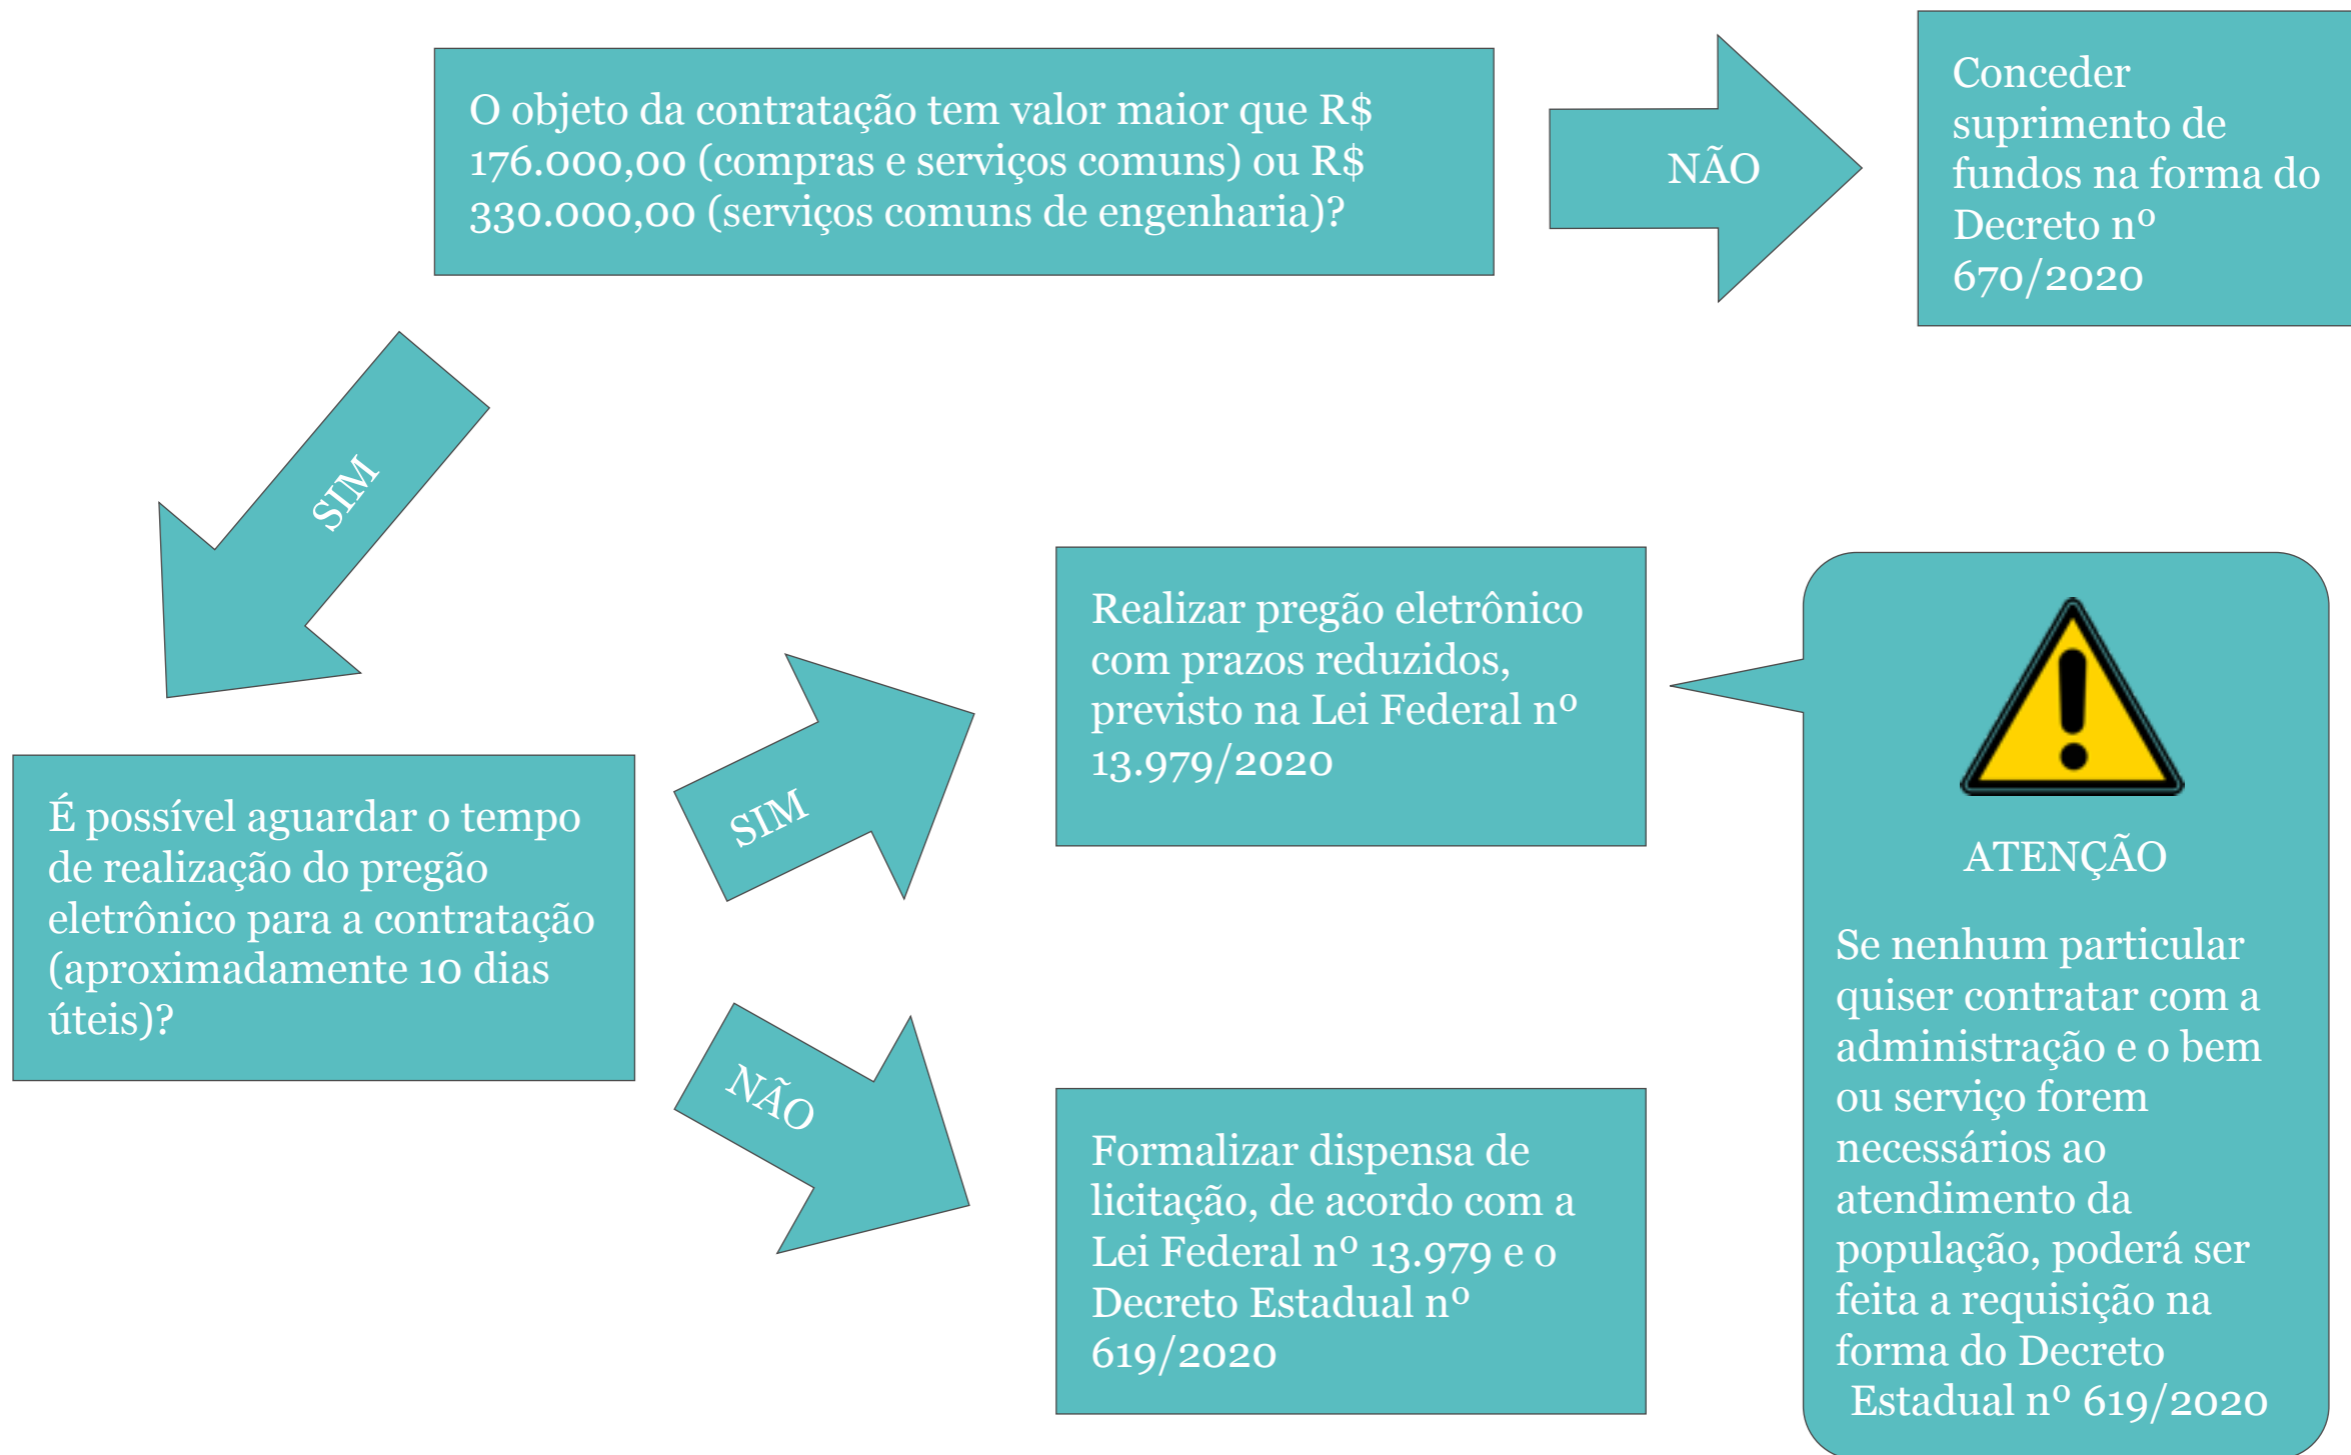 O objeto da contratação tem valor maior que R$
176.000,00 (compras e serviços comuns) ou R$
330.000,00 (serviços comuns de engenharia)?
NÃO
Conceder
suprimento de
fundos na forma do
Decreto nº
670/2020
SIM
É possível aguardar o tempo
de realização do pregão
eletrônico para a contratação
(aproximadamente 10 dias
úteis)?
SIM
Realizar pregão eletrônico
com prazos reduzidos,
previsto na Lei Federal nº
13.979/2020
NÃO
Formalizar dispensa de
licitação, de acordo com a
Lei Federal nº 13.979 e o
Decreto Estadual nº
619/2020
ATENÇÃO
Se nenhum particular
quiser contratar com a
administração e o bem
ou serviço forem
necessários ao
atendimento da
população, poderá ser
feita a requisição na
forma do Decreto
Estadual nº 619/2020